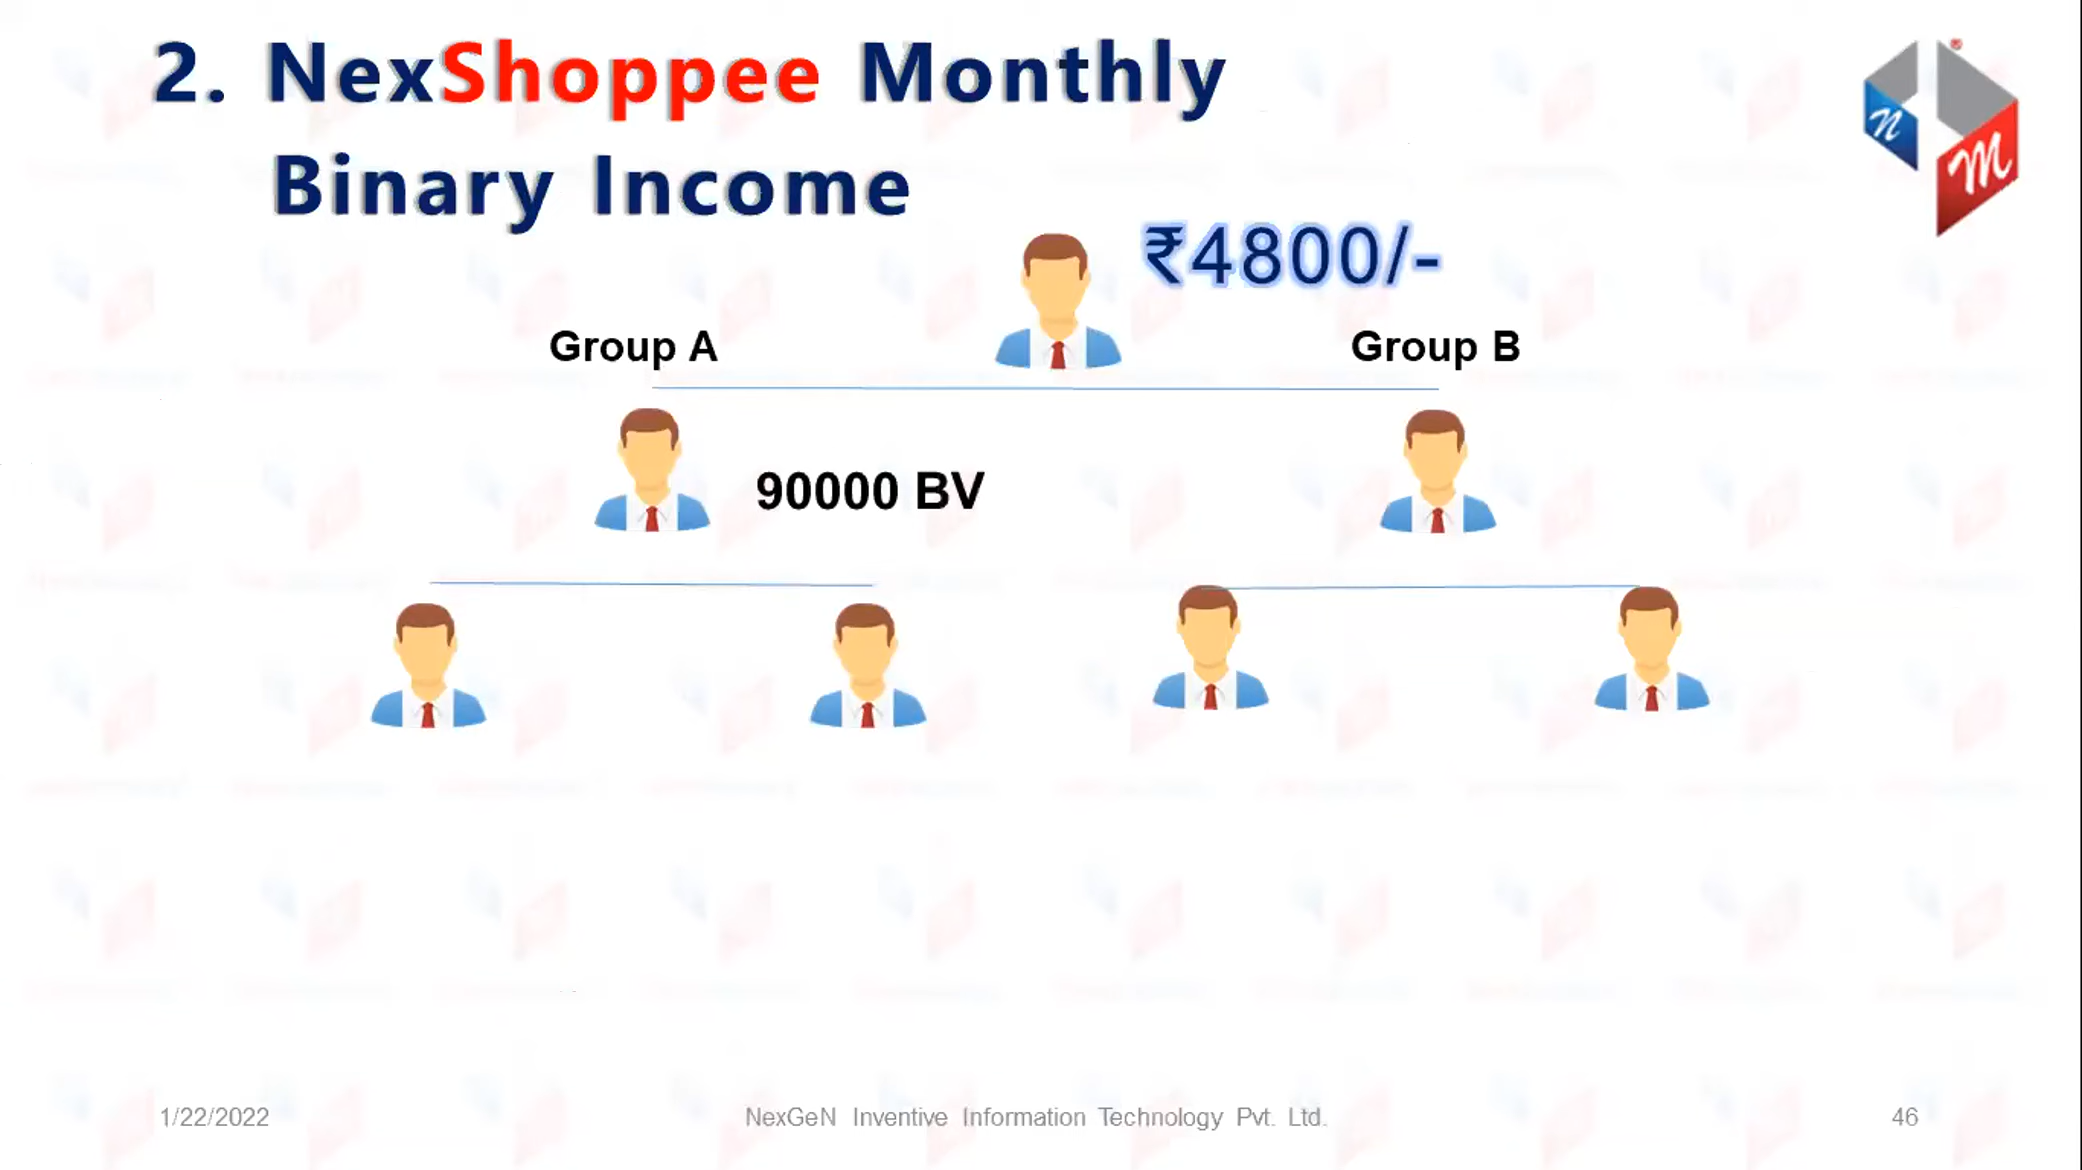 2. NexShoppee Monthly
Binary Income
₹4800/-
Group A
Group B
90000 BV
1/22/2022
NexGeN Inventive Information Technology Pvt. Ltd.
46